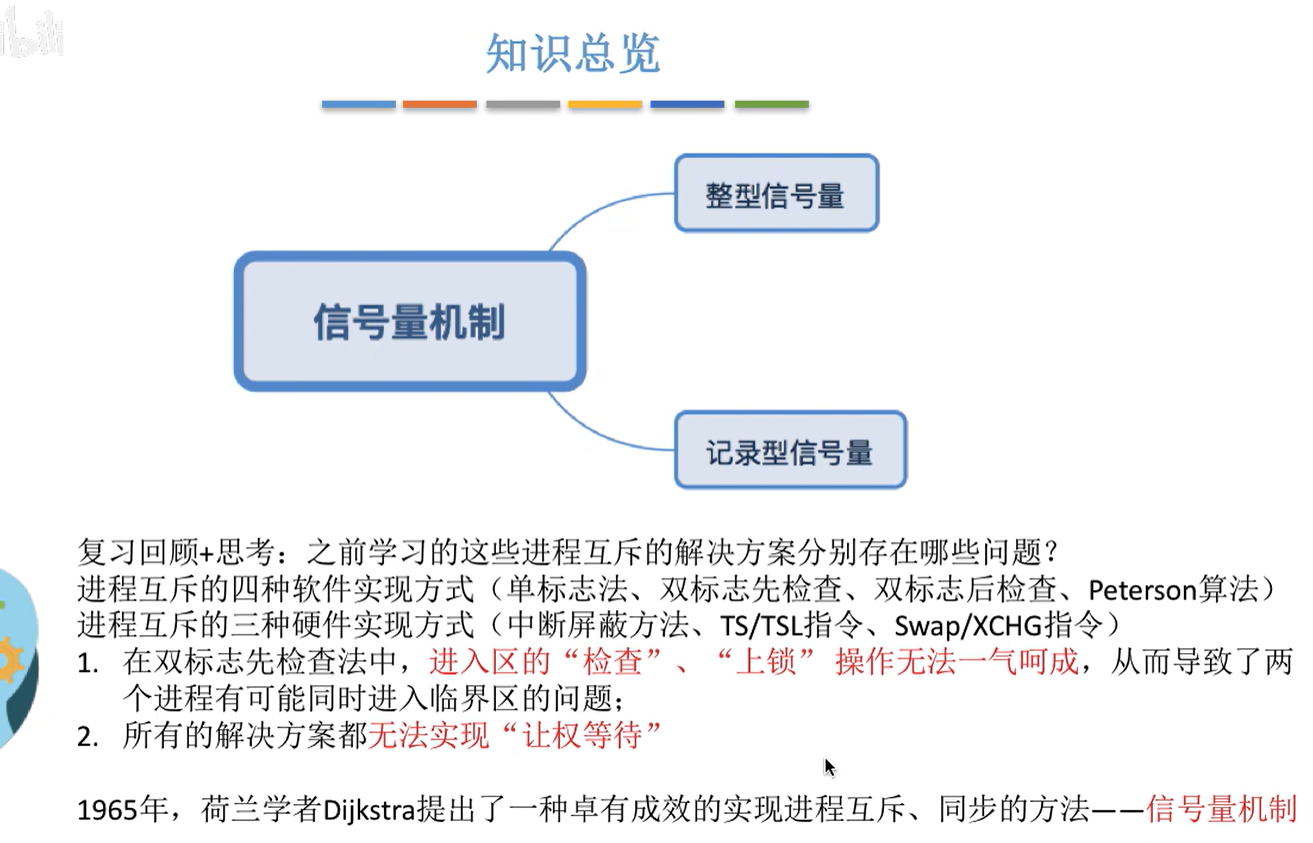 知识总览
整型信号量
信号量机制
记录型信号量
复习回顾+思考：之前学习的这些进程互斥的解决方案分别存在哪些问题？
进程互斥的四种软件实现方式（单标志法、双标志先检查、双标志后检查、Peterson算法）
进程互斥的三种硬件实现方式（中断屏蔽方法、TS/TSL指令、Swap/XCHG指令）
1. 在双标志先检查法中，进入区的“检查”、“上锁” 操作无法一气呵成，从而导致了两
个进程有可能同时进入临界区的问题；
2. 所有的解决方案都无法实现“让权等待”
1965年，荷兰学者Dijkstra提出了一种卓有成效的实现进程互斥、同步的方法——信号量机制